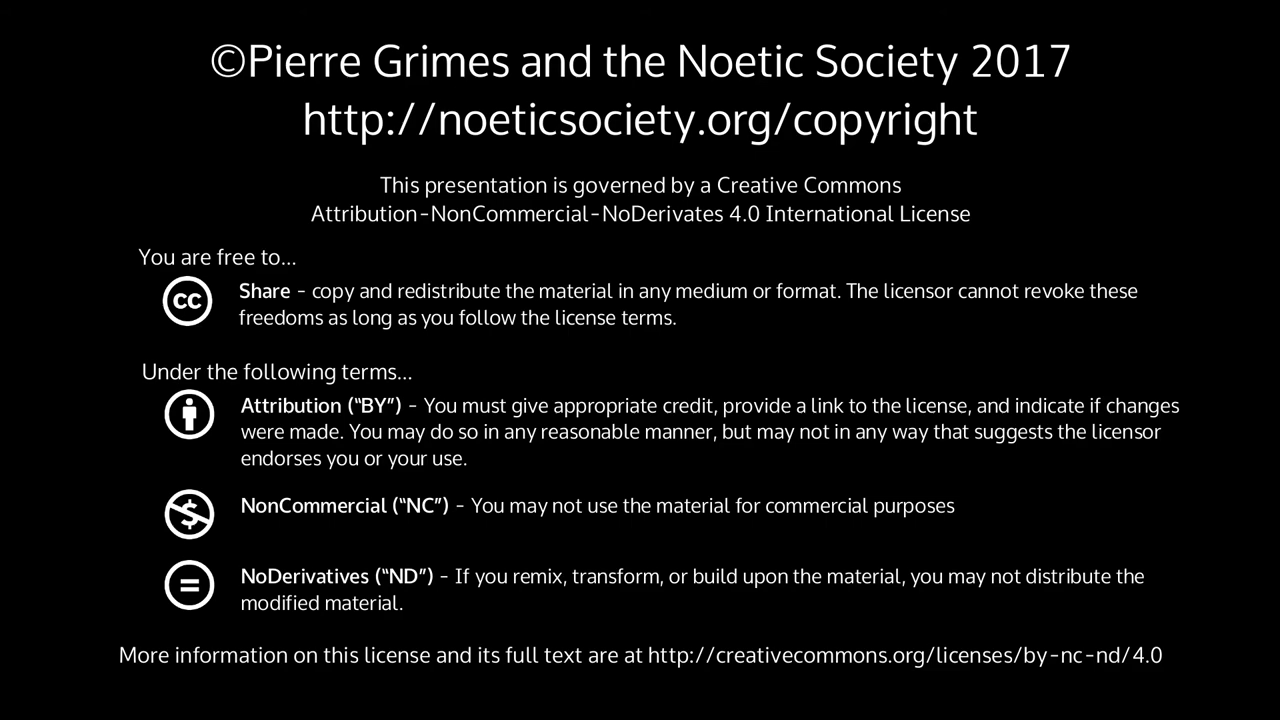 ©Pierre Grimes and the Noetic Society 2017
http://noeticsociety.org/copyright
This presentation is governed by a Creative Commons
Attribution-NonCommercial-NoDerivates 4.0 International License
You are free to...
cc
Share - copy and redistribute the material in any medium or format. The licensor cannot revoke these
freedoms as long as you follow the license terms.
Under the following terms...
Attribution (“BY”) - You must give appropriate credit, provide a link to the license, and indicate if changes
were made. You may do so in any reasonable manner, but may not in any way that suggests the licensor
endorses you or your use.
NonCommercial (“NC”) - You may not use the material for commercial purposes
NoDerivatives (“ND”) - If you remix, transform, or build upon the material, you may not distribute the
modified material.
More information on this license and its full text are at http://creativecommons.org/licenses/by-nc-nd/4.0